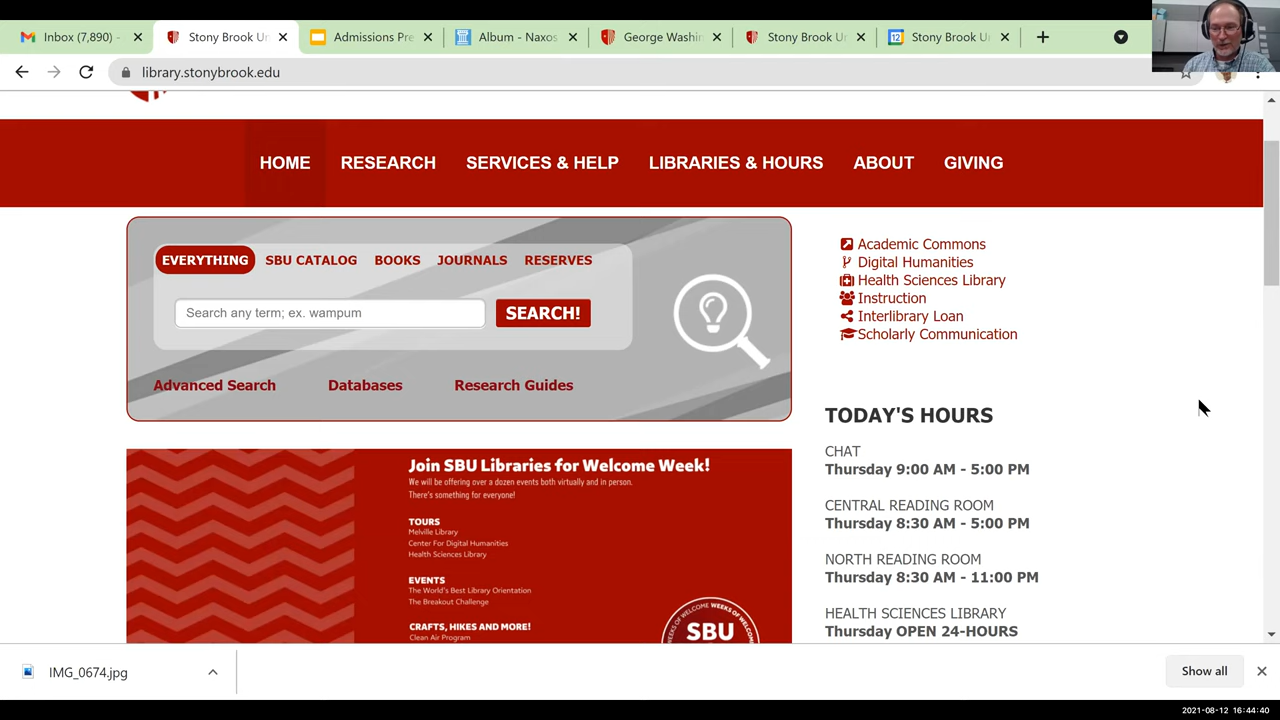 Inbox (7,890) -
Stony Brook Ur
Admissions Pre
Album - Naxos
George Washin
Stony Brook Ur
12
Stony Brook Ur
library.stonybrook.edu
HOME
RESEARCH
SERVICES & HELP
LIBRARIES & HOURS
ABOUT
GIVING
EVERYTHING
SBU CATALOG
BOOKS
JOURNALS
RESERVES
Search any term; ex. wampum
SEARCH!
Advanced Search
Databases
Research Guides
Academic Commons
Digital Humanities
Health Sciences Library
Instruction
Interlibrary Loan
Scholarly Communication
TODAY'S HOURS
CHAT
Thursday 9:00 AM - 5:00 PM
CENTRAL READING ROOM
Thursday 8:30 AM - 5:00 PM
NORTH READING ROOM
Thursday 8:30 AM - 11:00 PM
HEALTH SCIENCES LIBRARY
Thursday OPEN 24-HOURS
Join SBU Libraries for Welcome Week!
We will be offering over a dozen events both virtually and in person.
There's something for everyone!
TOURS
Melville Library
Center For Digital Humanities
Health Sciences Library
EVENTS
The World's Best Library Orientation
The Breakout Challenge
CRAFTS, HIKES AND MORE!
Clean Air Program
SBU
IMG_0674.jpg
Show all
2021-08-12 16:44:40